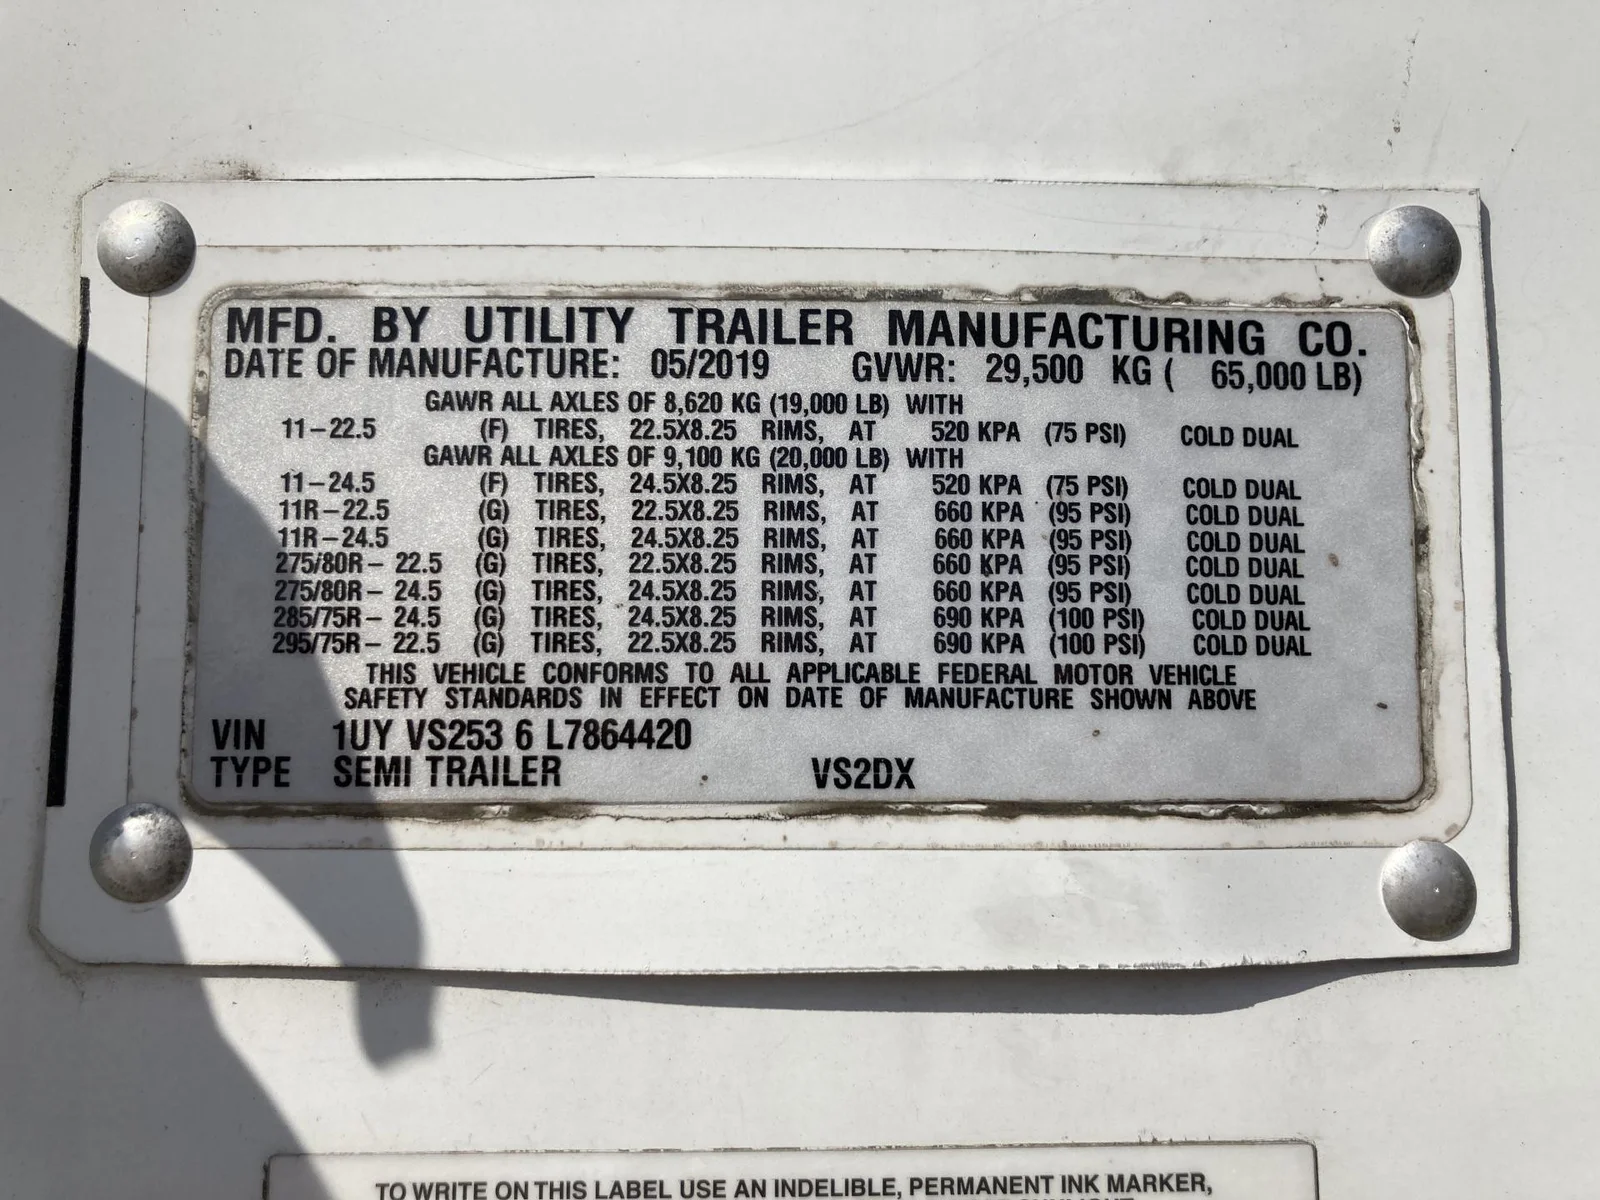 MFD. BY UTILITY TRAILER MANUFACTURING CO.
DATE OF MANUFACTURE: 05/2019 GVWR: 29,500 KG ( 65,000 LB)
GAWR ALL AXLES OF 8,620 KG (19,000 LB) WITH
11-22.5 (F) TIRES, 22.5X8.25 RIMS, AT 520 KPA (75 PSI) COLD DUAL
GAWR ALL AXLES OF 9,100 KG (20,000 LB) WITH
11-24.5 (F) TIRES, 24.5X8.25 RIMS, AT 520 KPA (75 PSI) COLD DUAL
11R-22.5 (G) TIRES, 22.5X8.25 RIMS, AT 660 KPA (95 PSI) COLD DUAL
11R-24.5 (G) TIRES, 24.5X8.25 RIMS, AT 660 KPA (95 PSI) COLD DUAL
275/80R- 22.5 (G) TIRES, 22.5X8.25 RIMS, AT 660 KPA (95 PSI) COLD DUAL
275/80R- 24.5 (G) TIRES, 24.5X8.25 RIMS, AT 660 KPA (95 PSI) COLD DUAL
285/75R- 24.5 (G) TIRES, 24.5X8.25 RIMS, AT 690 KPA (100 PSI) COLD DUAL
295/75R- 22.5 (G) TIRES, 22.5X8.25 RIMS, AT 690 KPA (100 PSI) COLD DUAL
THIS VEHICLE CONFORMS TO ALL APPLICABLE FEDERAL MOTOR VEHICLE
SAFETY STANDARDS IN EFFECT ON DATE OF MANUFACTURE SHOWN ABOVE
VIN 1UY VS253 6 L7864420
TYPE SEMI TRAILER VS2DX
TO WRITE ON THIS LABEL USE AN INDELIBLE, PERMANENT INK MARKER,